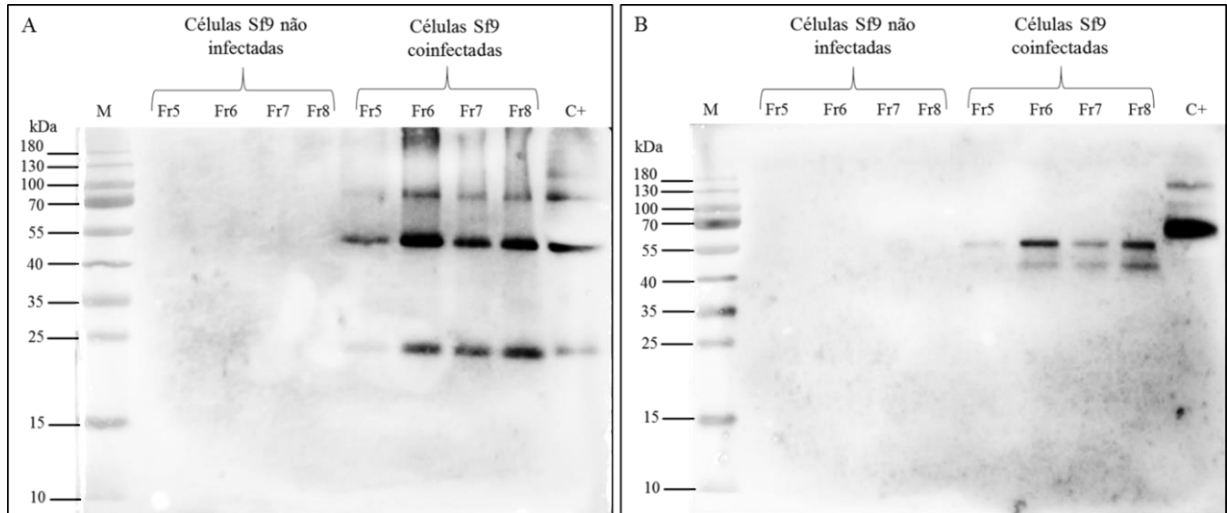 A
Células Sf9 não
infectadas
Células Sf9
coinfectadas
M Fr5 Fr6 Fr7 Fr8 Fr5 Fr6 Fr7 Fr8 C+
kDa
180
130
100
70
55
40
35
25
15
10
B
Células Sf9 não
infectadas
Células Sf9
coinfectadas
M Fr5 Fr6 Fr7 Fr8 Fr5 Fr6 Fr7 Fr8 C+
kDa
180
130
100
70
55
40
35
25
15
10